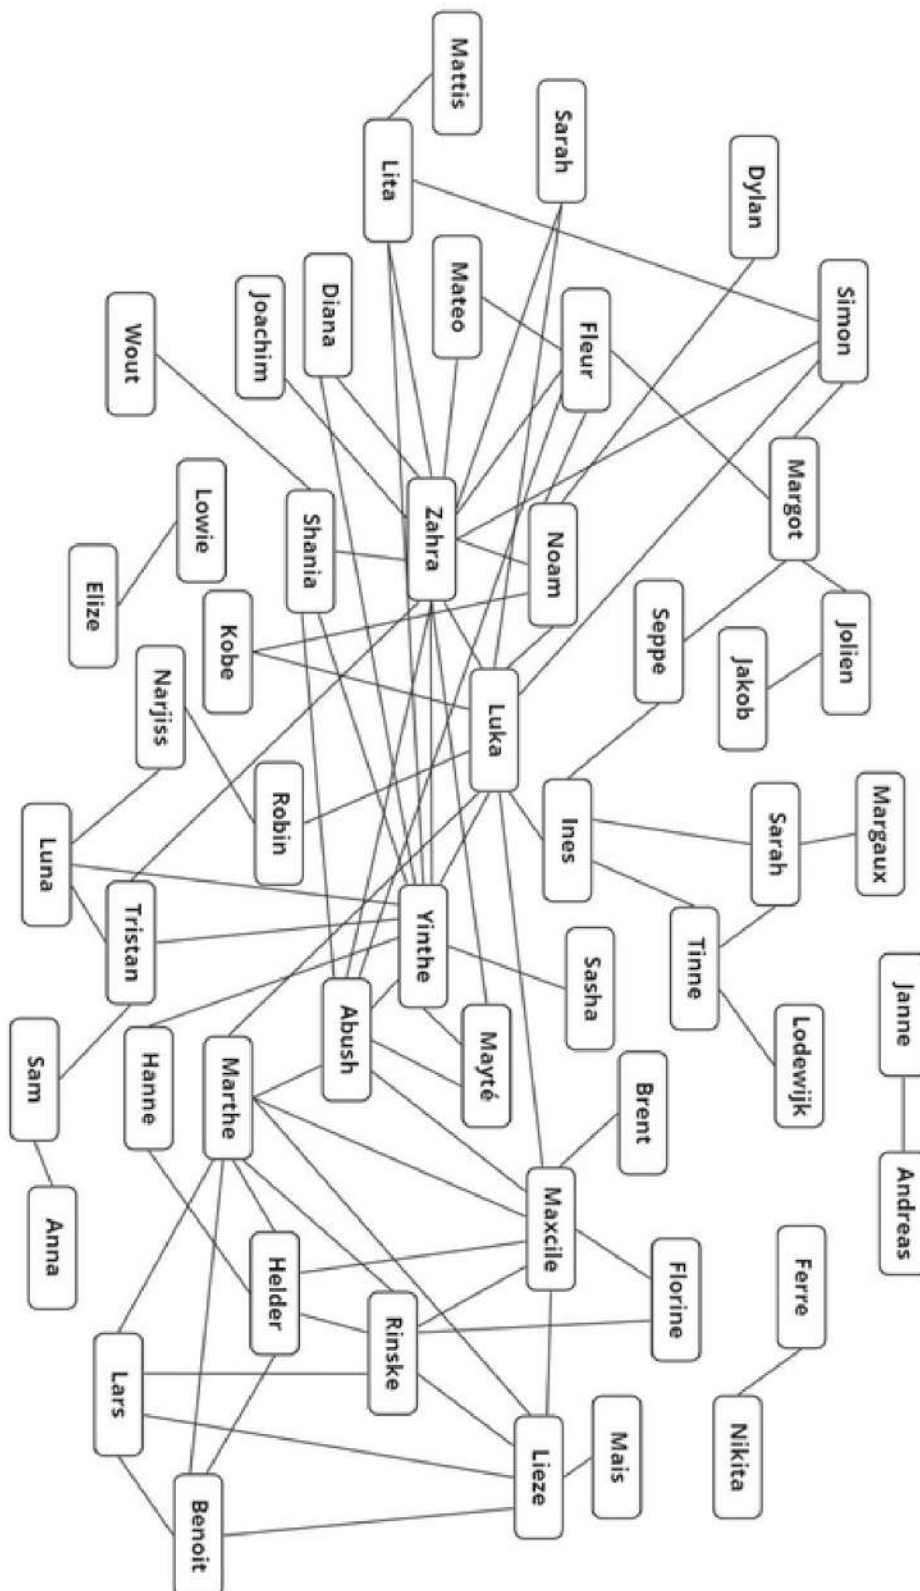 Mattis
Sarah
Dylan
Lita
Simon
Mateo
Fleur
Diana
Joachim
Wout
Margot
Zahra
Noam
Shania
Lowie
Elize
Seppe
Jolien
Jakob
Kobe
Narjiss
Luka
Robin
Ines
Sarah
Margaux
Luna
Tristan
Yinthe
Tinne
Sasha
Janne
Lodewijk
Abush
Mayté
Sam
Hanne
Marthe
Brent
Andreas
Anna
Maxcile
Helder
Florine
Ferre
Rinske
Lars
Lieze
Mais
Nikita
Benoit